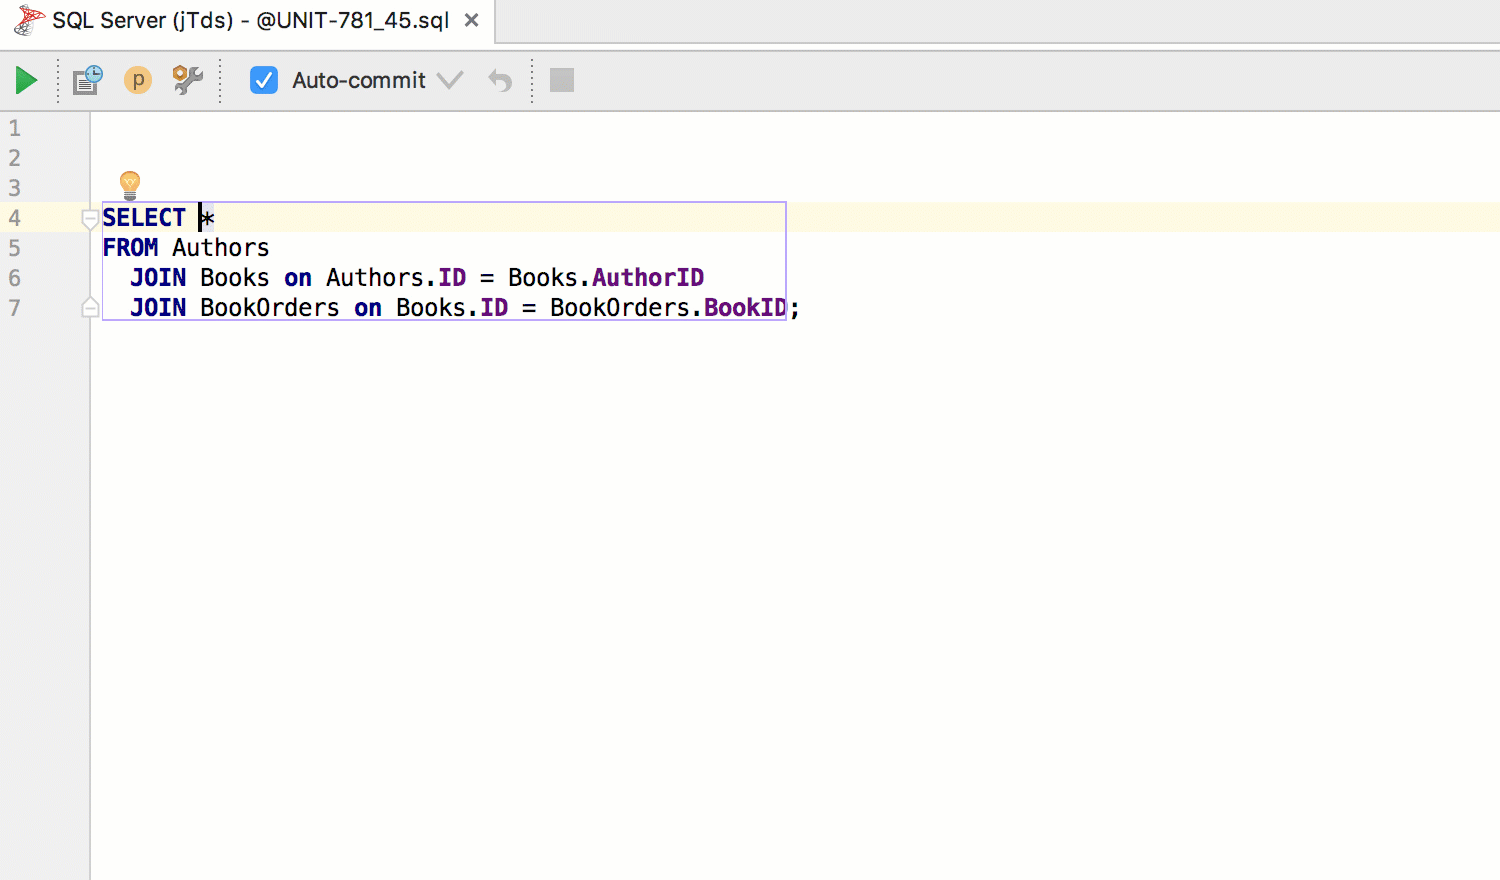 SQL Server (jTds) - @UNIT-781_45.sql
p Auto-commit
1
2
3
4 SELECT *
5 FROM Authors
6 JOIN Books on Authors.ID = Books.AuthorID
7 JOIN BookOrders on Books.ID = BookOrders.BookID;